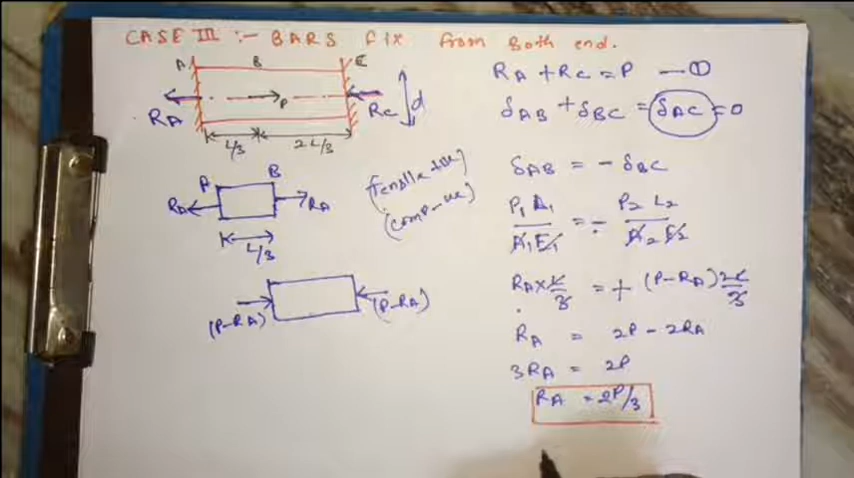 CASE III :- BARS fix from Both end.
A B C
RA P RC d
L/3 2L/3
A B
RA RA
L/3
(Tensile +ve)
(comp -ve)
(P-RA) (P-RA)
RA + RC = P — ①
δAB + δBC = δAC = 0
δAB = - δBC
P1 L1 / A1 E1 = - P2 L2 / A2 E2
RA × L/3 = + (P-RA) 2L/3
RA = 2P - 2RA
3RA = 2P
RA = 2P/3